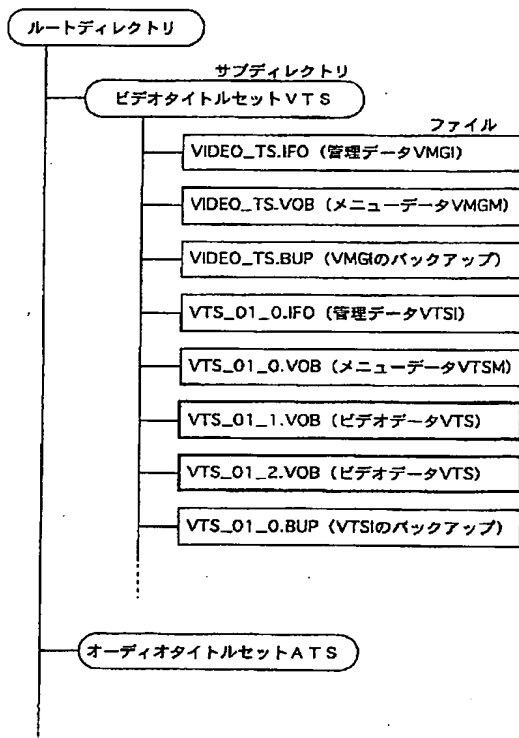 ルートディレクトリ
サブディレクトリ
ビデオタイトルセットVTS
ファイル
VIDEO_TS.IFO (管理データVMGI)
VIDEO_TS.VOB (メニューデータVMGM)
VIDEO_TS.BUP (VMGIのバックアップ)
VTS_01_0.IFO (管理データVTSI)
VTS_01_0.VOB (メニューデータVTSM)
VTS_01_1.VOB (ビデオデータVTS)
VTS_01_2.VOB (ビデオデータVTS)
VTS_01_0.BUP (VTSIのバックアップ)
オーディオタイトルセットATS